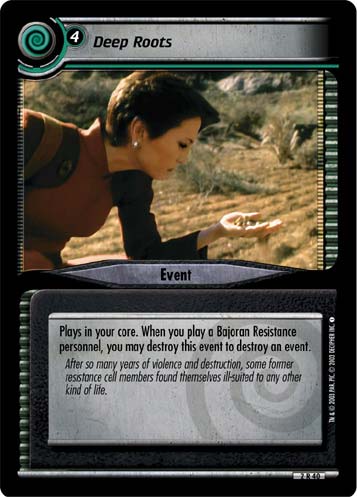 4
Deep Roots
Event
Plays in your core. When you play a Bajoran Resistance
personnel, you may destroy this event to destroy an event.
After so many years of violence and destruction, some former
resistance cell members found themselves ill-suited to any other
kind of life.
TM & © 2003 PAR. PIC. © 2003 DECIPHER INC.
2 R 40